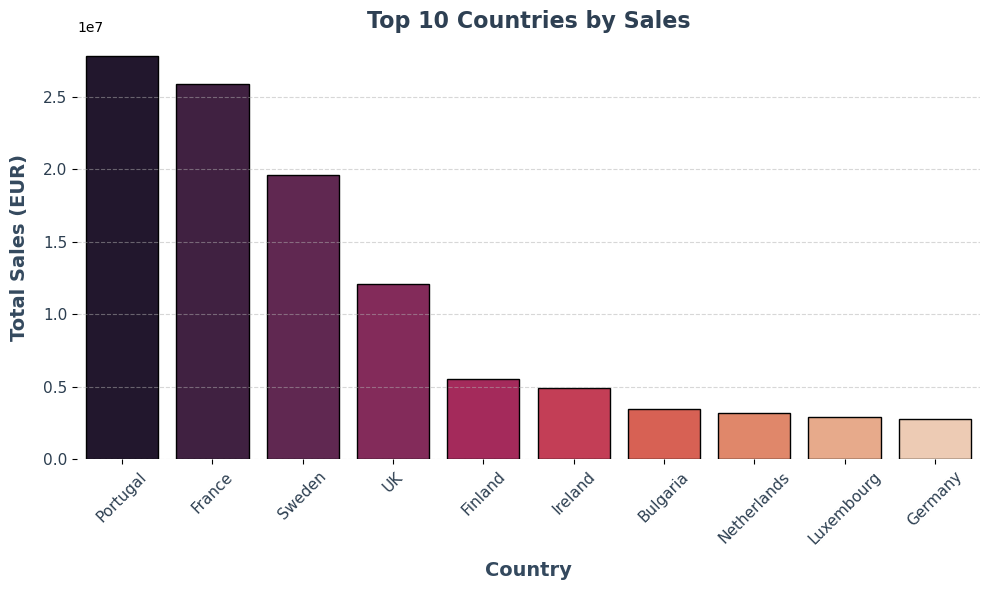 Top 10 Countries by Sales
1e7
Total Sales (EUR)
2.5
2.0
1.5
1.0
0.5
0.0
Portugal
France
Sweden
UK
Finland
Ireland
Bulgaria
Netherlands
Luxembourg
Germany
Country